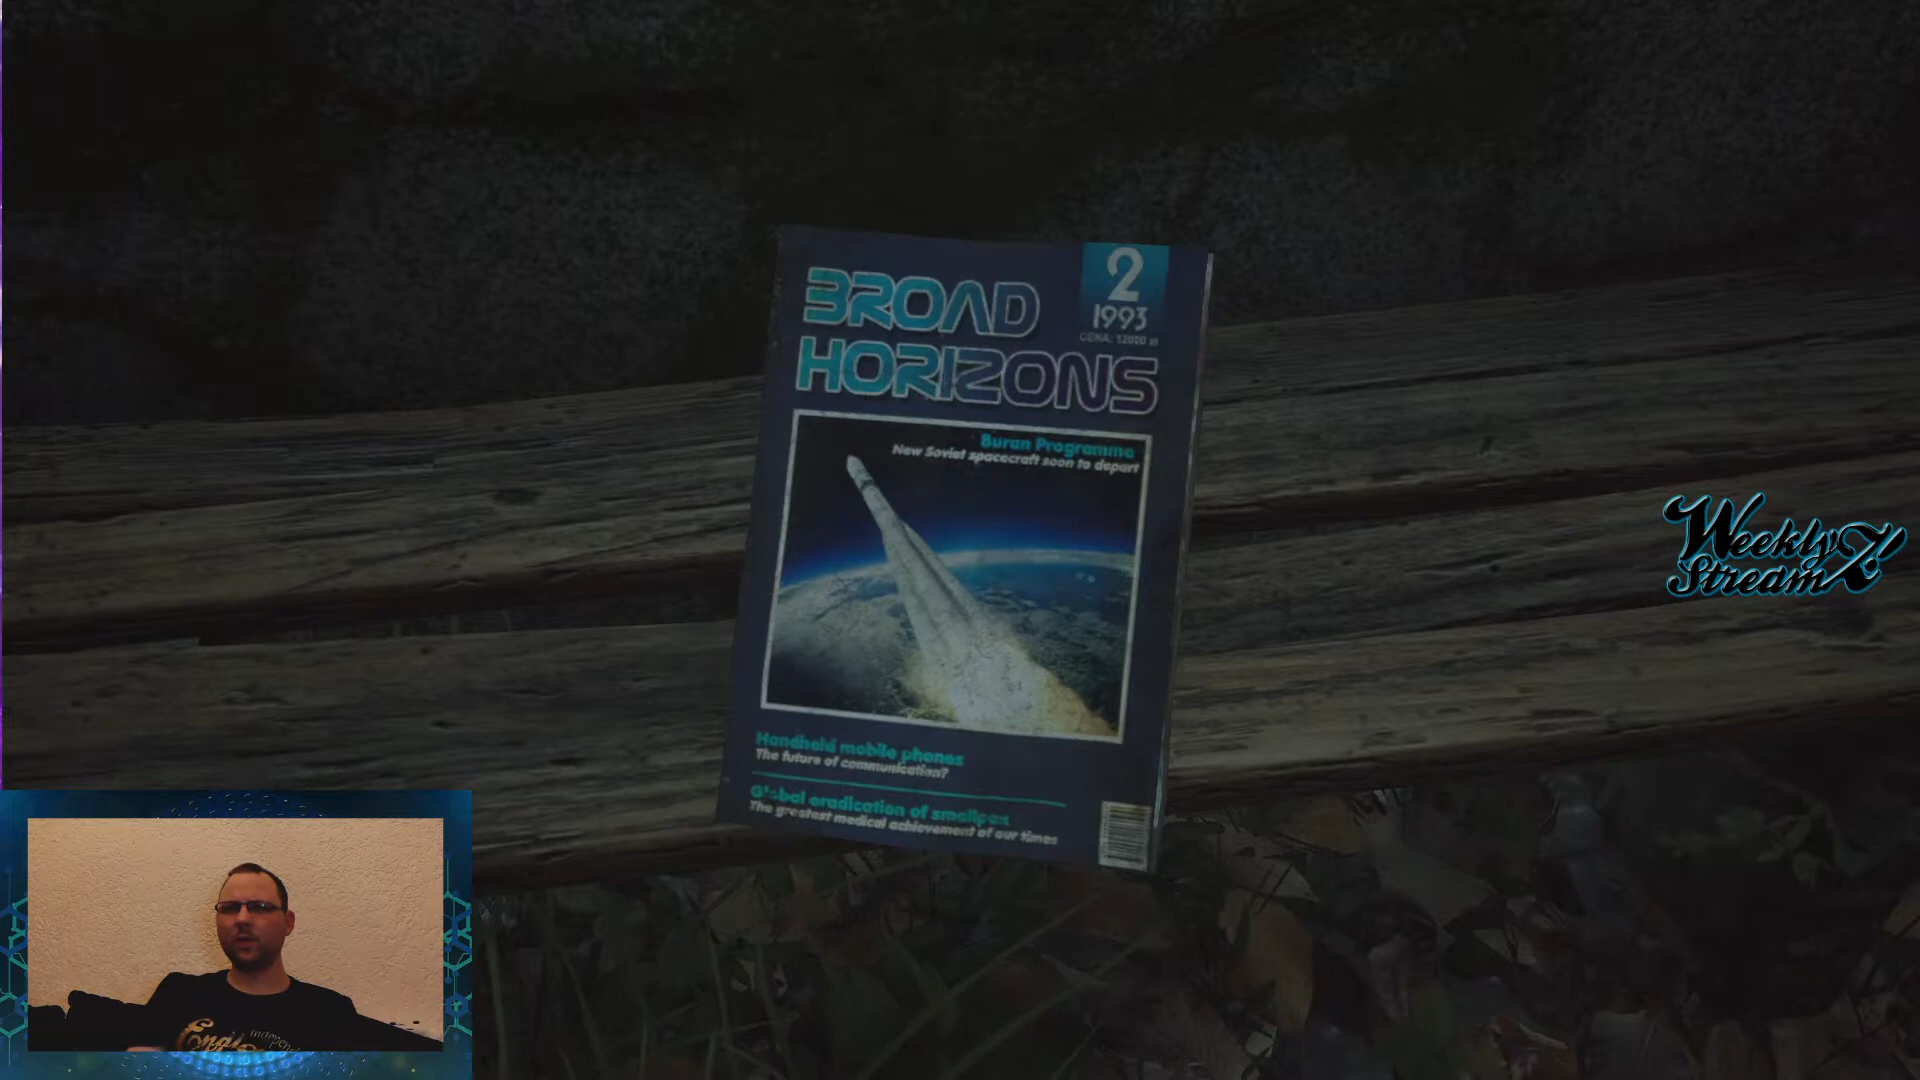 BROAD
HORIZONS
2
1993
CENA: 12000 zł
Buran Programme
New Soviet spacecraft soon to depart
Handheld mobile phones
The future of communication?
Global eradication of smallpox
The greatest medical achievement of our times
Weekly
StreamZ!